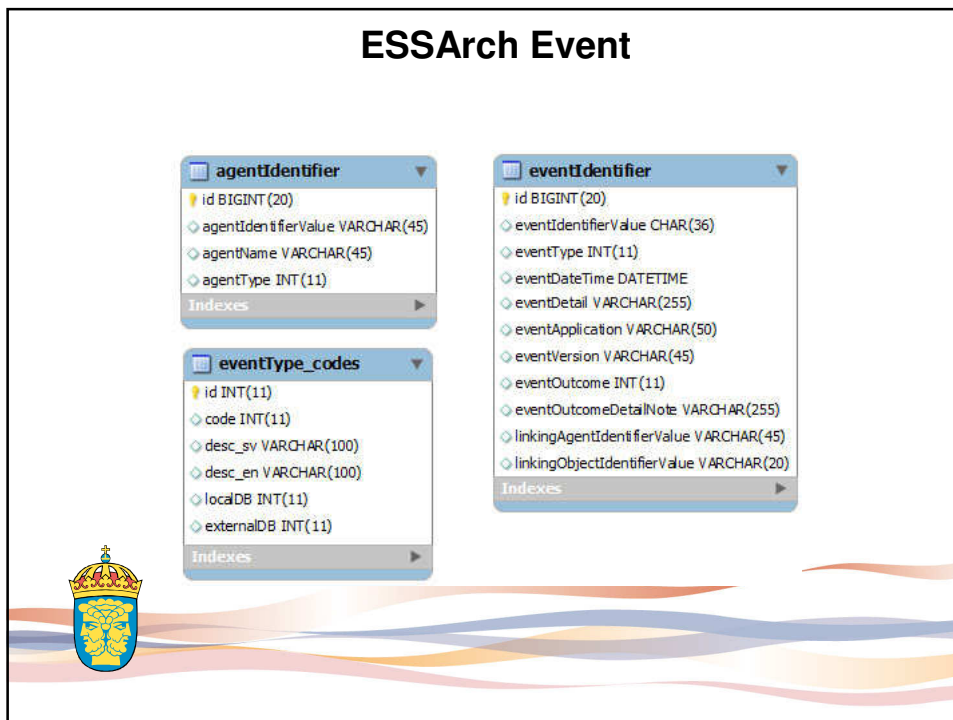 ESSArch Event
agentIdentifier
id BIGINT(20)
agentIdentifierValue VARCHAR(45)
agentName VARCHAR(45)
agentType INT(11)
Indexes
eventType_codes
id INT(11)
code INT(11)
desc_sv VARCHAR(100)
desc_en VARCHAR(100)
localDB INT(11)
externalDB INT(11)
Indexes
eventIdentifier
id BIGINT(20)
eventIdentifierValue CHAR(36)
eventType INT(11)
eventDateTime DATETIME
eventDetail VARCHAR(255)
eventApplication VARCHAR(50)
eventVersion VARCHAR(45)
eventOutcome INT(11)
eventOutcomeDetailNote VARCHAR(255)
linkingAgentIdentifierValue VARCHAR(45)
linkingObjectIdentifierValue VARCHAR(20)
Indexes